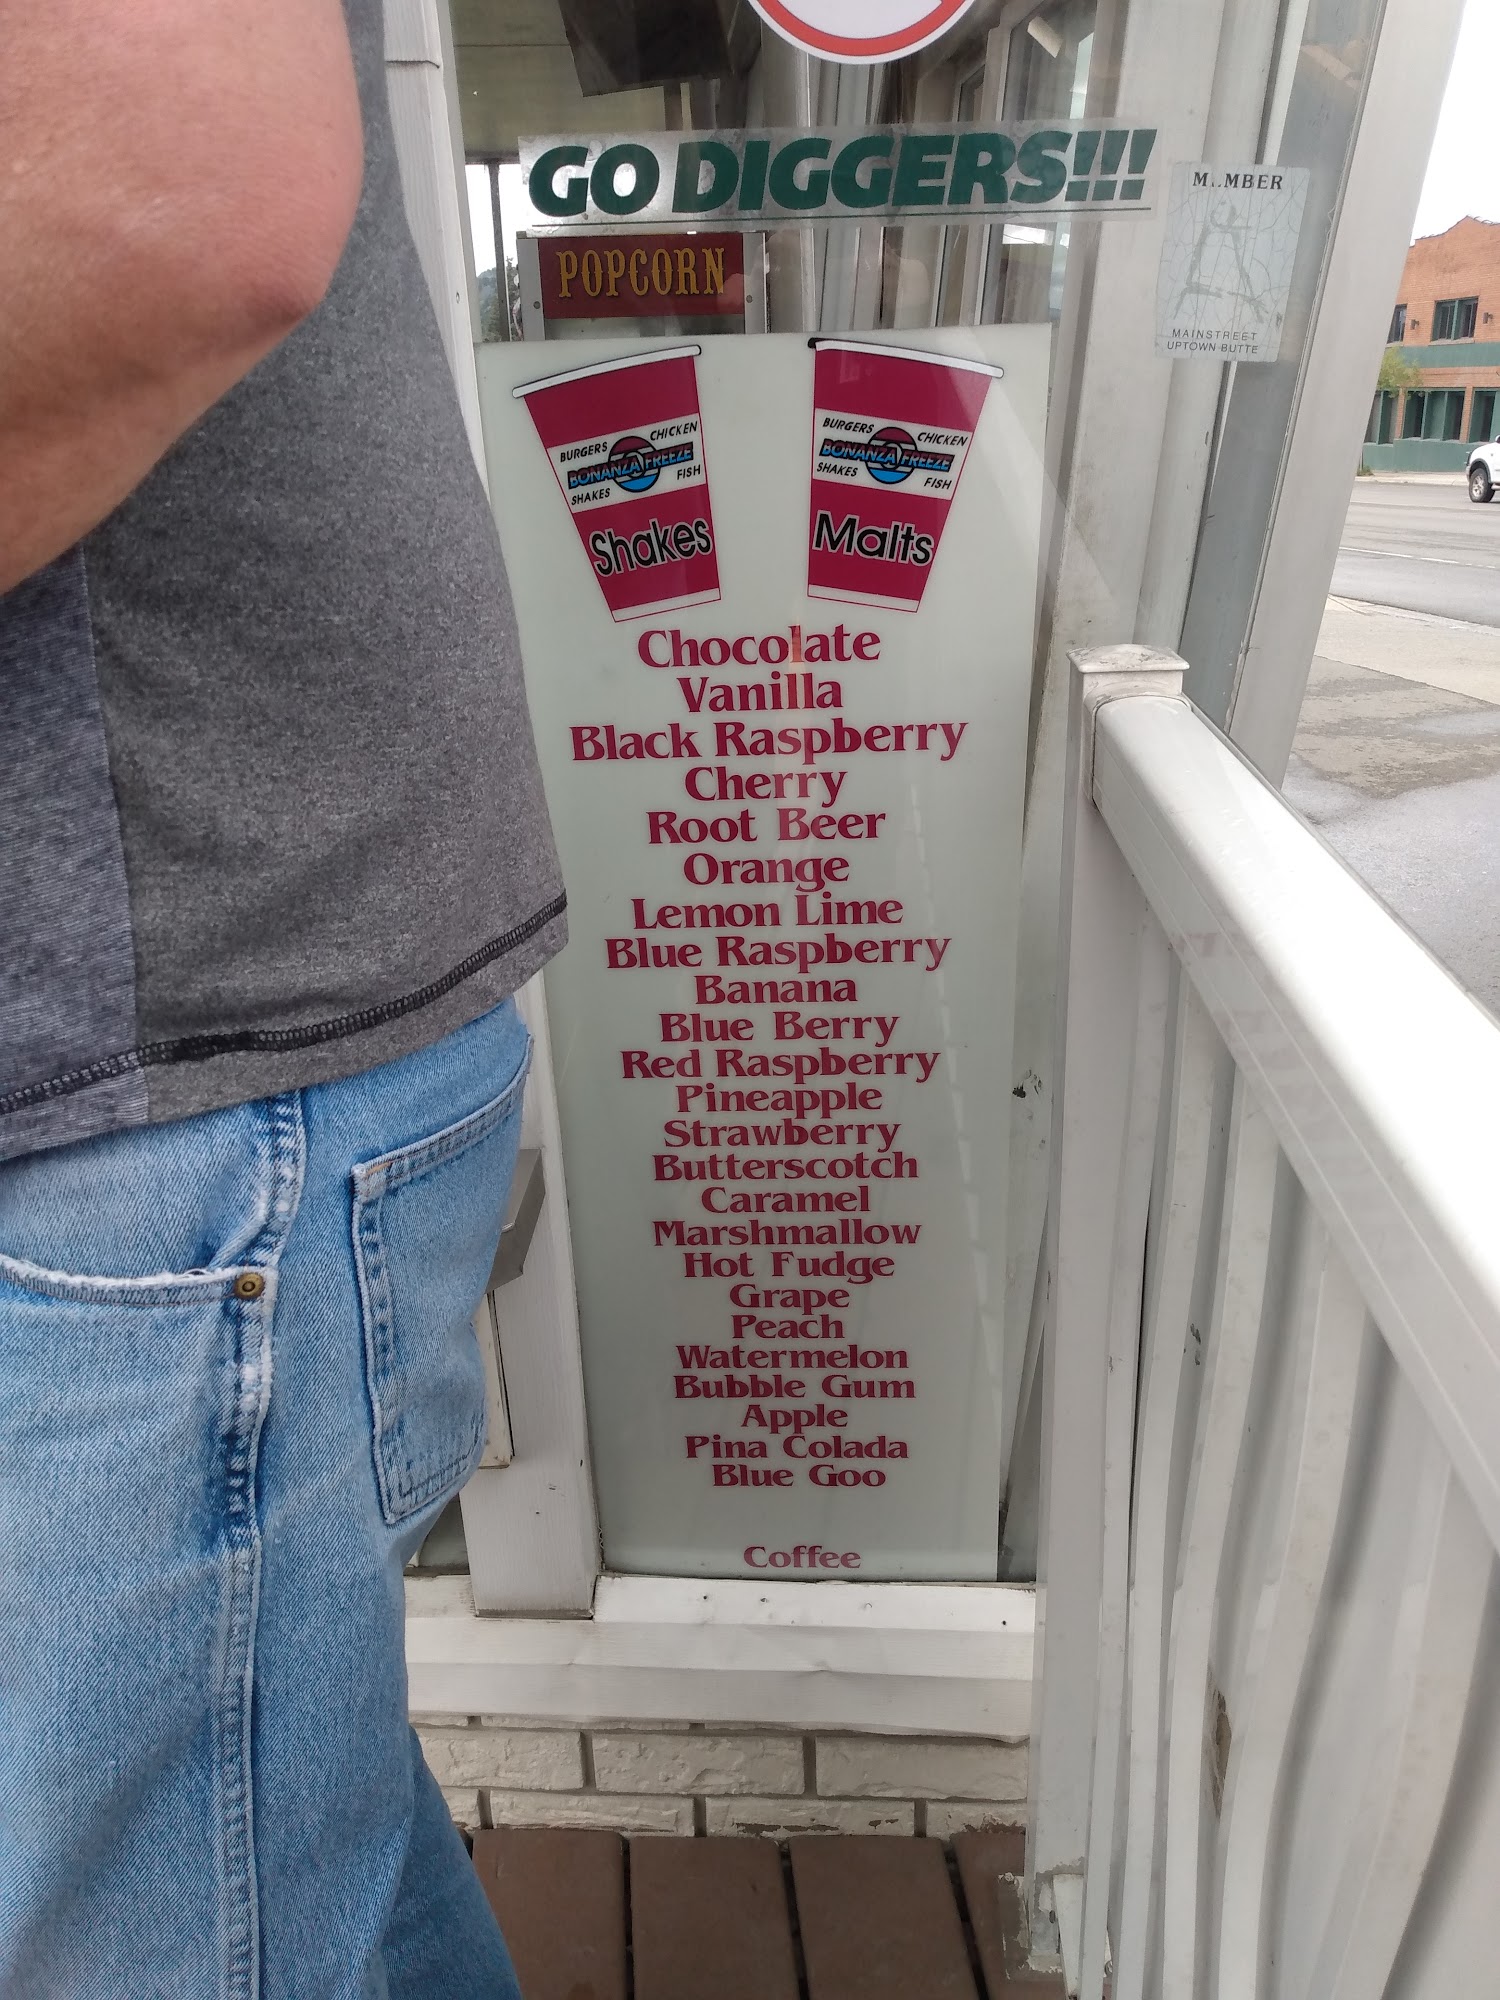 GO DIGGERS!!!
M..MBER
MAINSTREET
UPTOWN BUTTE
POPCORN
BURGERS CHICKEN
BONANZA FREEZE
SHAKES FISH
Shakes
BURGERS CHICKEN
BONANZA FREEZE
SHAKES FISH
Malts
Chocolate
Vanilla
Black Raspberry
Cherry
Root Beer
Orange
Lemon Lime
Blue Raspberry
Banana
Blue Berry
Red Raspberry
Pineapple
Strawberry
Butterscotch
Caramel
Marshmallow
Hot Fudge
Grape
Peach
Watermelon
Bubble Gum
Apple
Pina Colada
Blue Goo
Coffee